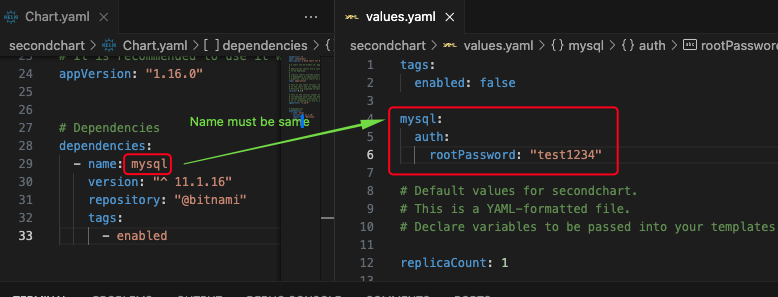 Chart.yaml
secondchart > Chart.yaml > [ ] dependencies > {}
23 # It is recommended to use it w
24 appVersion: "1.16.0"
25
26
27 # Dependencies
28 dependencies:
29 - name: mysql
30 version: "^ 11.1.16"
31 repository: "@bitnami"
32 tags:
33 - enabled
Name must be same
values.yaml
secondchart > values.yaml > {} mysql > {} auth > abc rootPassword
1 tags:
2 enabled: false
3
4 mysql:
5 auth:
6 rootPassword: "test1234"
7
8 # Default values for secondchart.
9 # This is a YAML-formatted file.
10 # Declare variables to be passed into your templates
11
12 replicaCount: 1